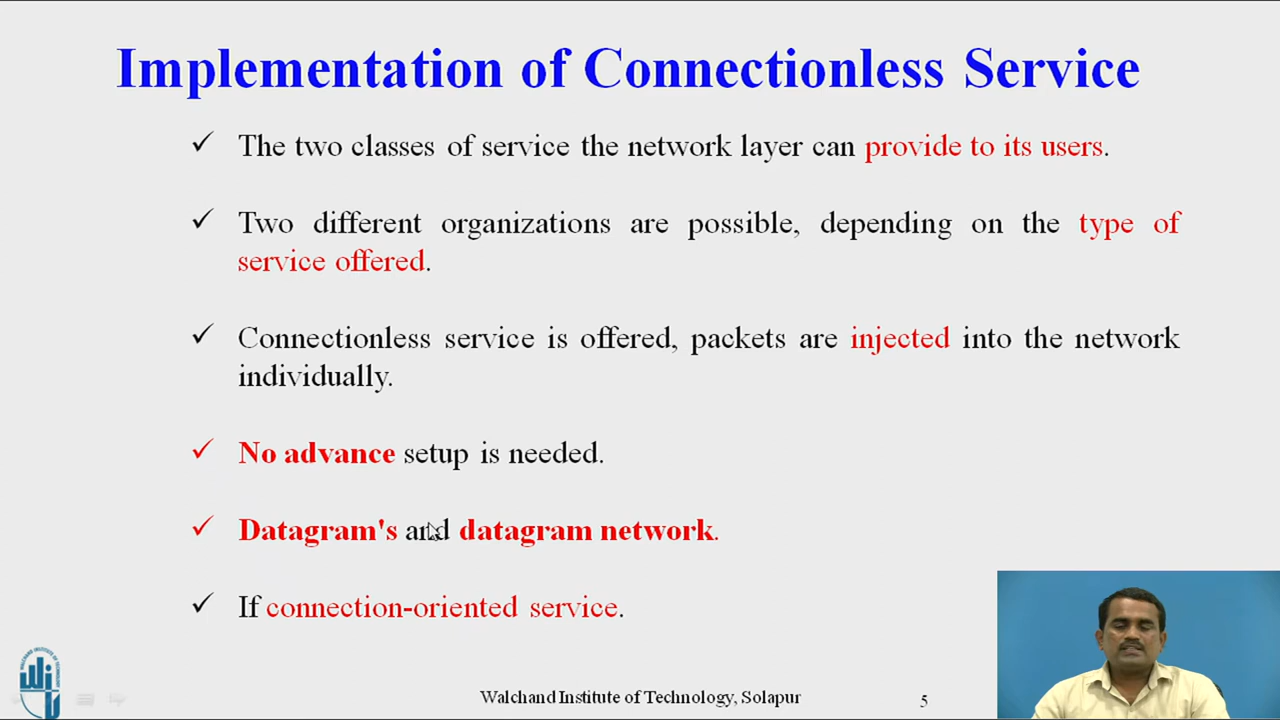 Implementation of Connectionless Service
✓ The two classes of service the network layer can provide to its users.
✓ Two different organizations are possible, depending on the type of
service offered.
✓ Connectionless service is offered, packets are injected into the network
individually.
✓ No advance setup is needed.
✓ Datagram's and datagram network.
✓ If connection-oriented service.
Walchand Institute of Technology, Solapur
5